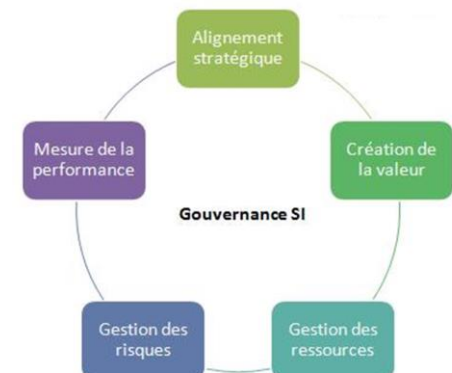 Alignement
stratégique
Mesure de la
performance
Création de
la valeur
Gouvernance SI
Gestion des
risques
Gestion des
ressources